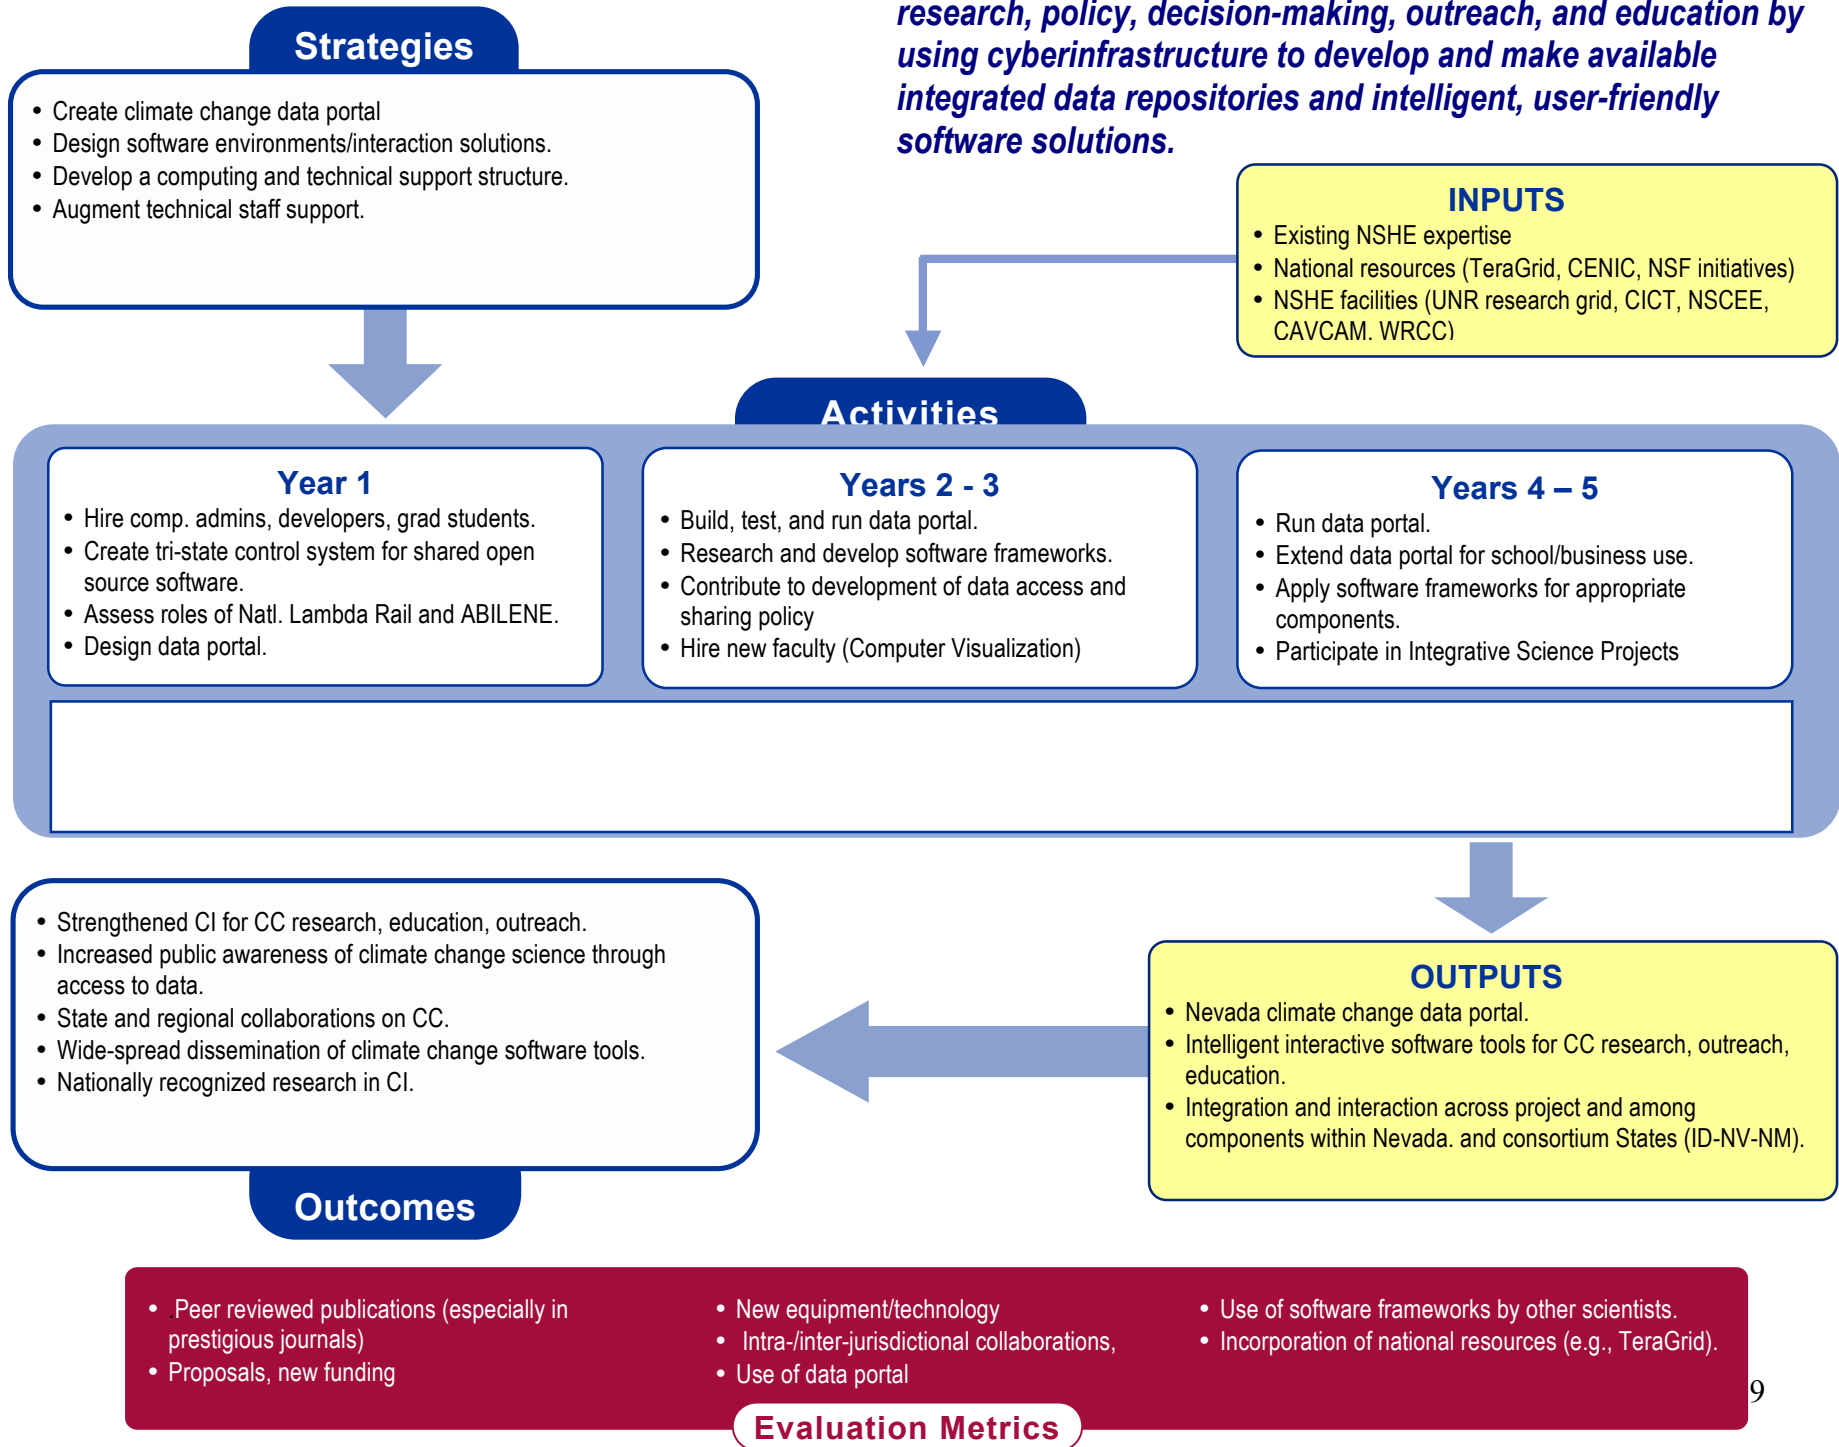 research, policy, decision-making, outreach, and education by
using cyberinfrastructure to develop and make available
integrated data repositories and intelligent, user-friendly
software solutions.
Strategies
• Create climate change data portal
• Design software environments/interaction solutions.
• Develop a computing and technical support structure.
• Augment technical staff support.
INPUTS
• Existing NSHE expertise
• National resources (TeraGrid, CENIC, NSF initiatives)
• NSHE facilities (UNR research grid, CICT, NSCEE,
CAVCAM. WRCC)
Activities
Year 1
• Hire comp. admins, developers, grad students.
• Create tri-state control system for shared open
source software.
• Assess roles of Natl. Lambda Rail and ABILENE.
• Design data portal.
Years 2 - 3
• Build, test, and run data portal.
• Research and develop software frameworks.
• Contribute to development of data access and
sharing policy
• Hire new faculty (Computer Visualization)
Years 4 – 5
• Run data portal.
• Extend data portal for school/business use.
• Apply software frameworks for appropriate
components.
• Participate in Integrative Science Projects
OUTPUTS
• Nevada climate change data portal.
• Intelligent interactive software tools for CC research, outreach,
education.
• Integration and interaction across project and among
components within Nevada. and consortium States (ID-NV-NM).
• Strengthened CI for CC research, education, outreach.
• Increased public awareness of climate change science through
access to data.
• State and regional collaborations on CC.
• Wide-spread dissemination of climate change software tools.
• Nationally recognized research in CI.
Outcomes
• .Peer reviewed publications (especially in
prestigious journals)
• Proposals, new funding
• New equipment/technology
• Intra-/inter-jurisdictional collaborations,
• Use of data portal
• Use of software frameworks by other scientists.
• Incorporation of national resources (e.g., TeraGrid).
9
Evaluation Metrics